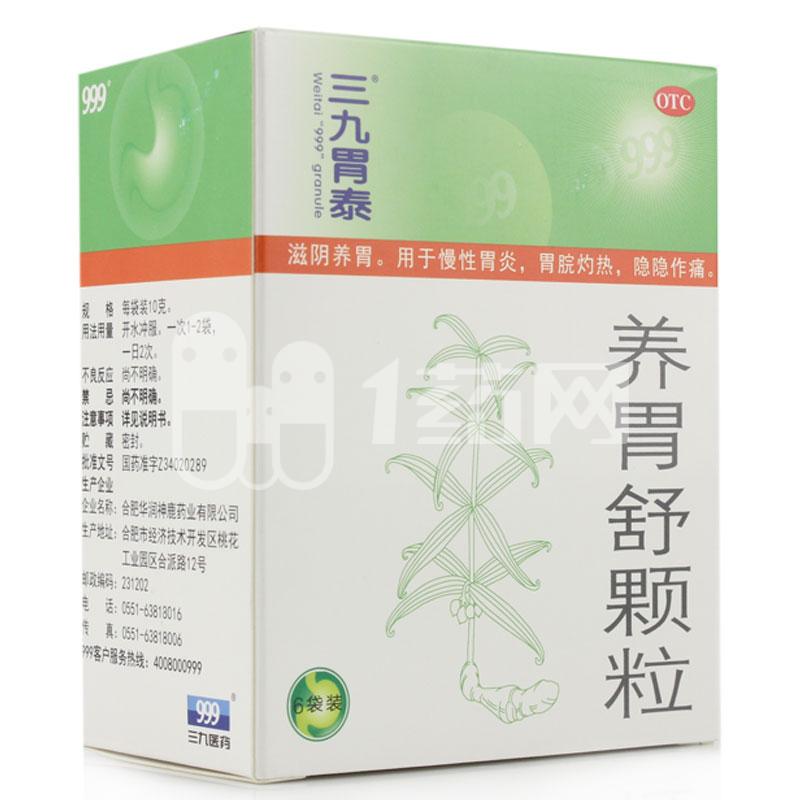 999
三九胃泰
Weitai "999" granule
OTC
999
99
滋阴养胃。用于慢性胃炎，胃脘灼热，隐隐作痛。
养胃舒颗粒
6袋装
规 格 每袋装10克。
用法用量 开水冲服。一次1-2袋，
一日2次。
不良反应 尚不明确。
禁 忌 尚不明确。
注意事项 详见说明书。
贮 藏 密封。
批准文号 国药准字Z34020289
生产企业
企业名称：合肥华润神鹿药业有限公司
生产地址：合肥市经济技术开发区桃花
工业园区合派路12号
邮政编码：231202
电 话：0551-63818016
传 真：0551-63818006
999客户服务热线：4008000999
999
三九医药
1药网